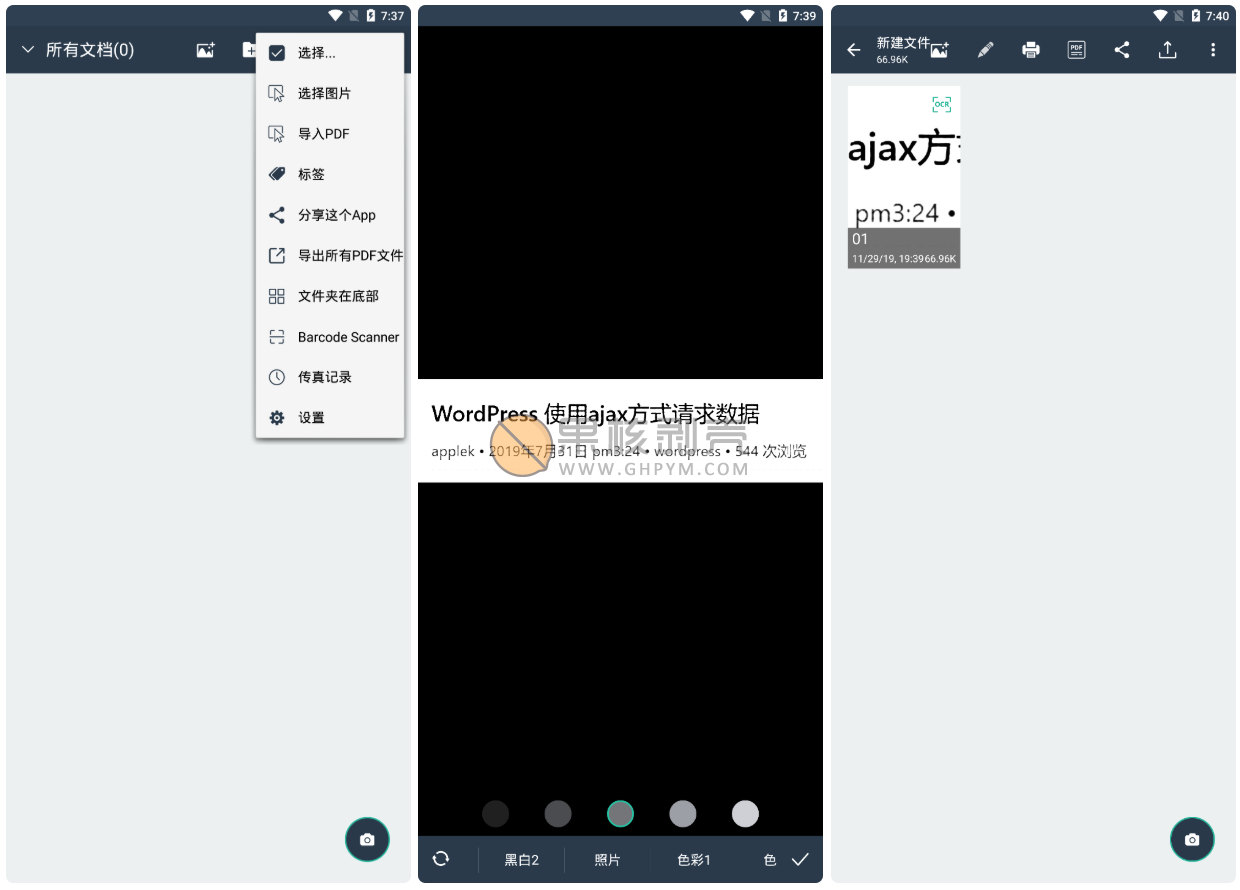 7:37
所有文档(0)
选择...
选择图片
导入PDF
标签
分享这个App
导出所有PDF文件
文件夹在底部
Barcode Scanner
传真记录
设置
7:39
WordPress 使用ajax方式请求数据
applek • 2019年7月31日 pm3:24 • wordpress • 544 次浏览
果核剥壳
WWW.GHPYM.COM
黑白2
照片
色彩1
色
7:40
新建文件
66.96K
PDF
OCR
ajax方
pm3:24 •
01
11/29/19, 19:39 66.96K